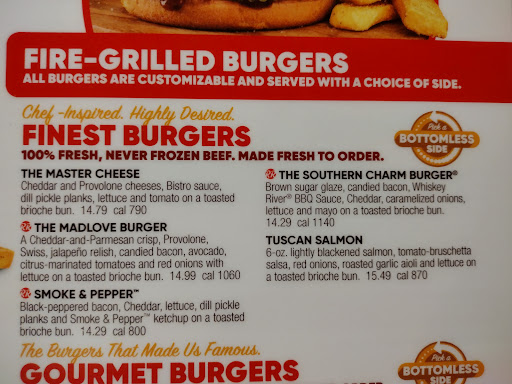 FIRE-GRILLED BURGERS
ALL BURGERS ARE CUSTOMIZABLE AND SERVED WITH A CHOICE OF SIDE.
Chef-Inspired. Highly Desired.
FINEST BURGERS
100% FRESH, NEVER FROZEN BEEF. MADE FRESH TO ORDER.
Pick a
BOTTOMLESS
SIDE
THE MASTER CHEESE
Cheddar and Provolone cheeses, Bistro sauce,
dill pickle planks, lettuce and tomato on a toasted
brioche bun. 14.79 cal 790
THE MADLOVE BURGER
A Cheddar-and-Parmesan crisp, Provolone,
Swiss, jalapeño relish, candied bacon, avocado,
citrus-marinated tomatoes and red onions with
lettuce on a toasted brioche bun. 14.99 cal 1060
SMOKE & PEPPER™
Black-peppered bacon, Cheddar, lettuce, dill pickle
planks and Smoke & Pepper™ ketchup on a toasted
brioche bun. 14.29 cal 800
THE SOUTHERN CHARM BURGER®
Brown sugar glaze, candied bacon, Whiskey
River® BBQ Sauce, Cheddar, caramelized onions,
lettuce and mayo on a toasted brioche bun.
14.29 cal 1140
TUSCAN SALMON
6-oz. lightly blackened salmon, tomato-bruschetta
salsa, red onions, roasted garlic aioli and lettuce on
a toasted brioche bun. 15.49 cal 870
The Burgers That Made Us Famous.
GOURMET BURGERS
Pick a
BOTTOMLESS
SIDE